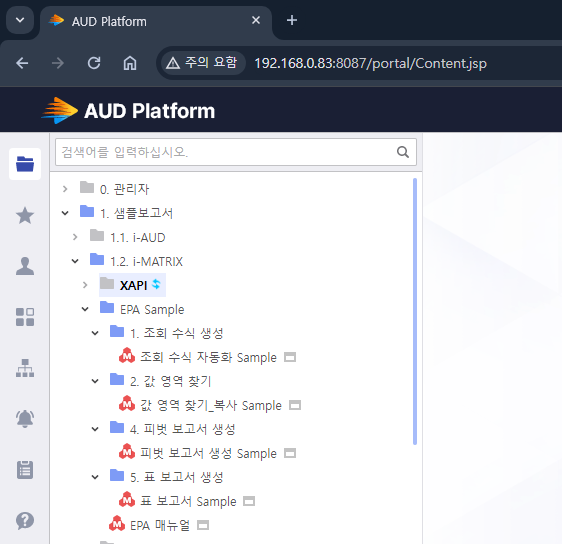 AUD Platform
주의 요함 192.168.0.83:8087/portal/Content.jsp
AUD Platform
검색어를 입력하십시오.
0. 관리자
1. 샘플보고서
1.1. i-AUD
1.2. i-MATRIX
XAPI
EPA Sample
1. 조회 수식 생성
조회 수식 자동화 Sample
2. 값 영역 찾기
값 영역 찾기_복사 Sample
4. 피벗 보고서 생성
피벗 보고서 생성 Sample
5. 표 보고서 생성
표 보고서 Sample
EPA 매뉴얼